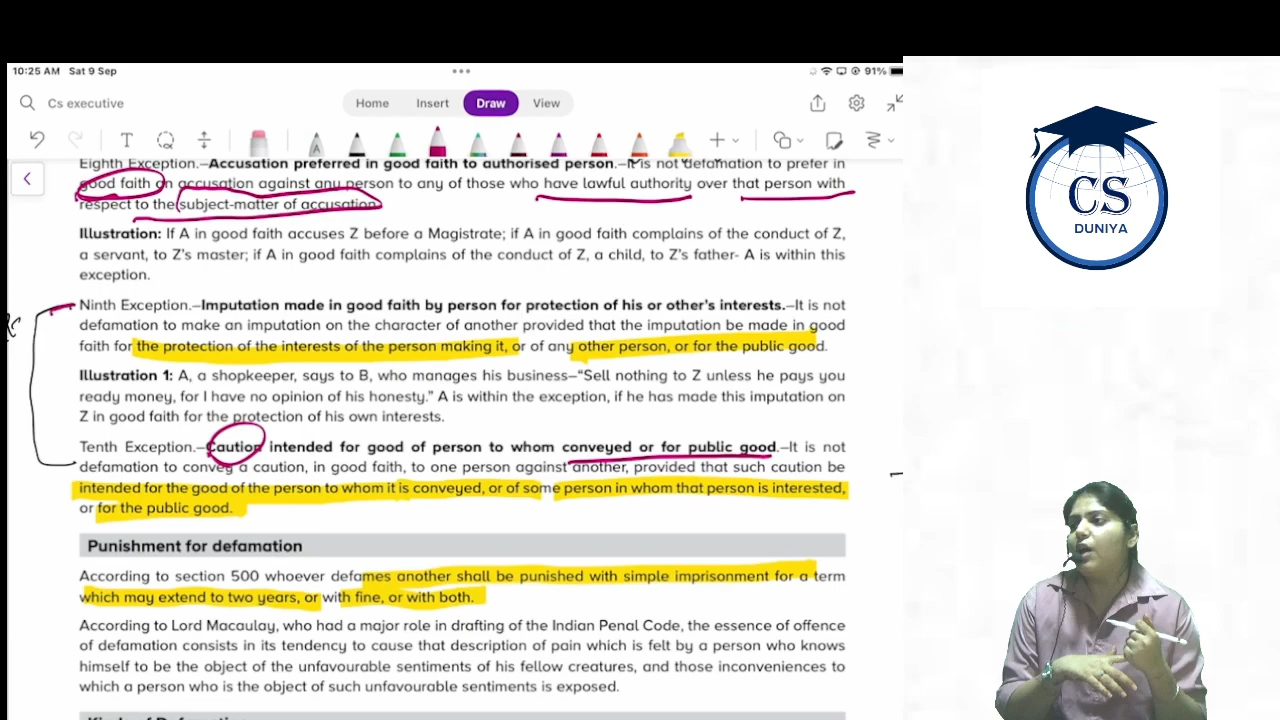 10:25 AM Sat 9 Sep
91%
Cs executive
Home Insert Draw View
Eighth Exception.–Accusation preferred in good faith to authorised person.–It is not defamation to prefer in
good faith an accusation against any person to any of those who have lawful authority over that person with
respect to the subject-matter of accusation.
Illustration: If A in good faith accuses Z before a Magistrate; if A in good faith complains of the conduct of Z,
a servant, to Z's master; if A in good faith complains of the conduct of Z, a child, to Z's father- A is within this
exception.
Ninth Exception.–Imputation made in good faith by person for protection of his or other's interests.–It is not
defamation to make an imputation on the character of another provided that the imputation be made in good
faith for the protection of the interests of the person making it, or of any other person, or for the public good.
Illustration 1: A, a shopkeeper, says to B, who manages his business–"Sell nothing to Z unless he pays you
ready money, for I have no opinion of his honesty." A is within the exception, if he has made this imputation on
Z in good faith for the protection of his own interests.
Tenth Exception.–Caution intended for good of person to whom conveyed or for public good.–It is not
defamation to convey a caution, in good faith, to one person against another, provided that such caution be
intended for the good of the person to whom it is conveyed, or of some person in whom that person is interested,
or for the public good.
Punishment for defamation
According to section 500 whoever defames another shall be punished with simple imprisonment for a term
which may extend to two years, or with fine, or with both.
According to Lord Macaulay, who had a major role in drafting of the Indian Penal Code, the essence of offence
of defamation consists in its tendency to cause that description of pain which is felt by a person who knows
himself to be the object of the unfavourable sentiments of his fellow creatures, and those inconveniences to
which a person who is the object of such unfavourable sentiments is exposed.
Kinds of Defamation
CS
DUNIYA